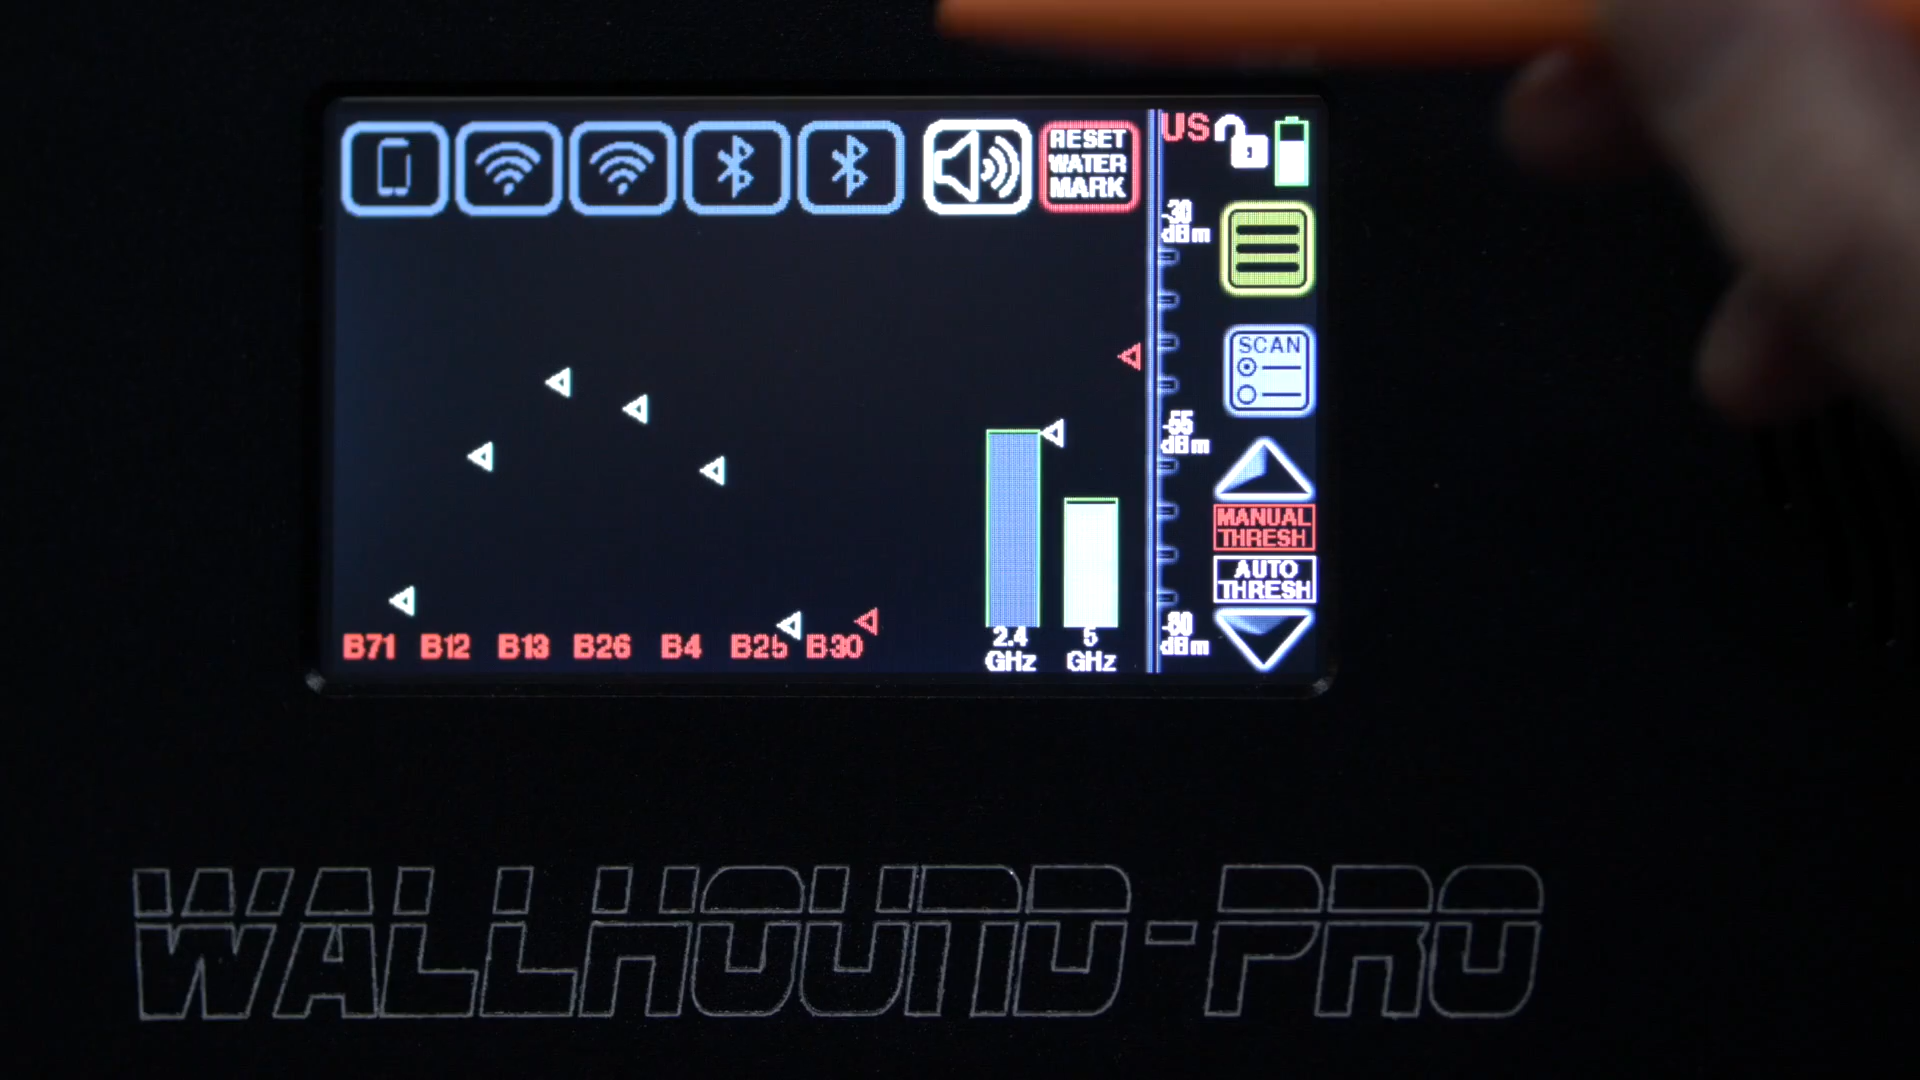 RESET
WATER
MARK
US
-30
dBm
SCAN
-55
dBm
MANUAL
THRESH
AUTO
THRESH
-80
dBm
B71 B12 B13 B26 B4 B25 B30
2.4
GHz
5
GHz
WALLHOUND-PRO